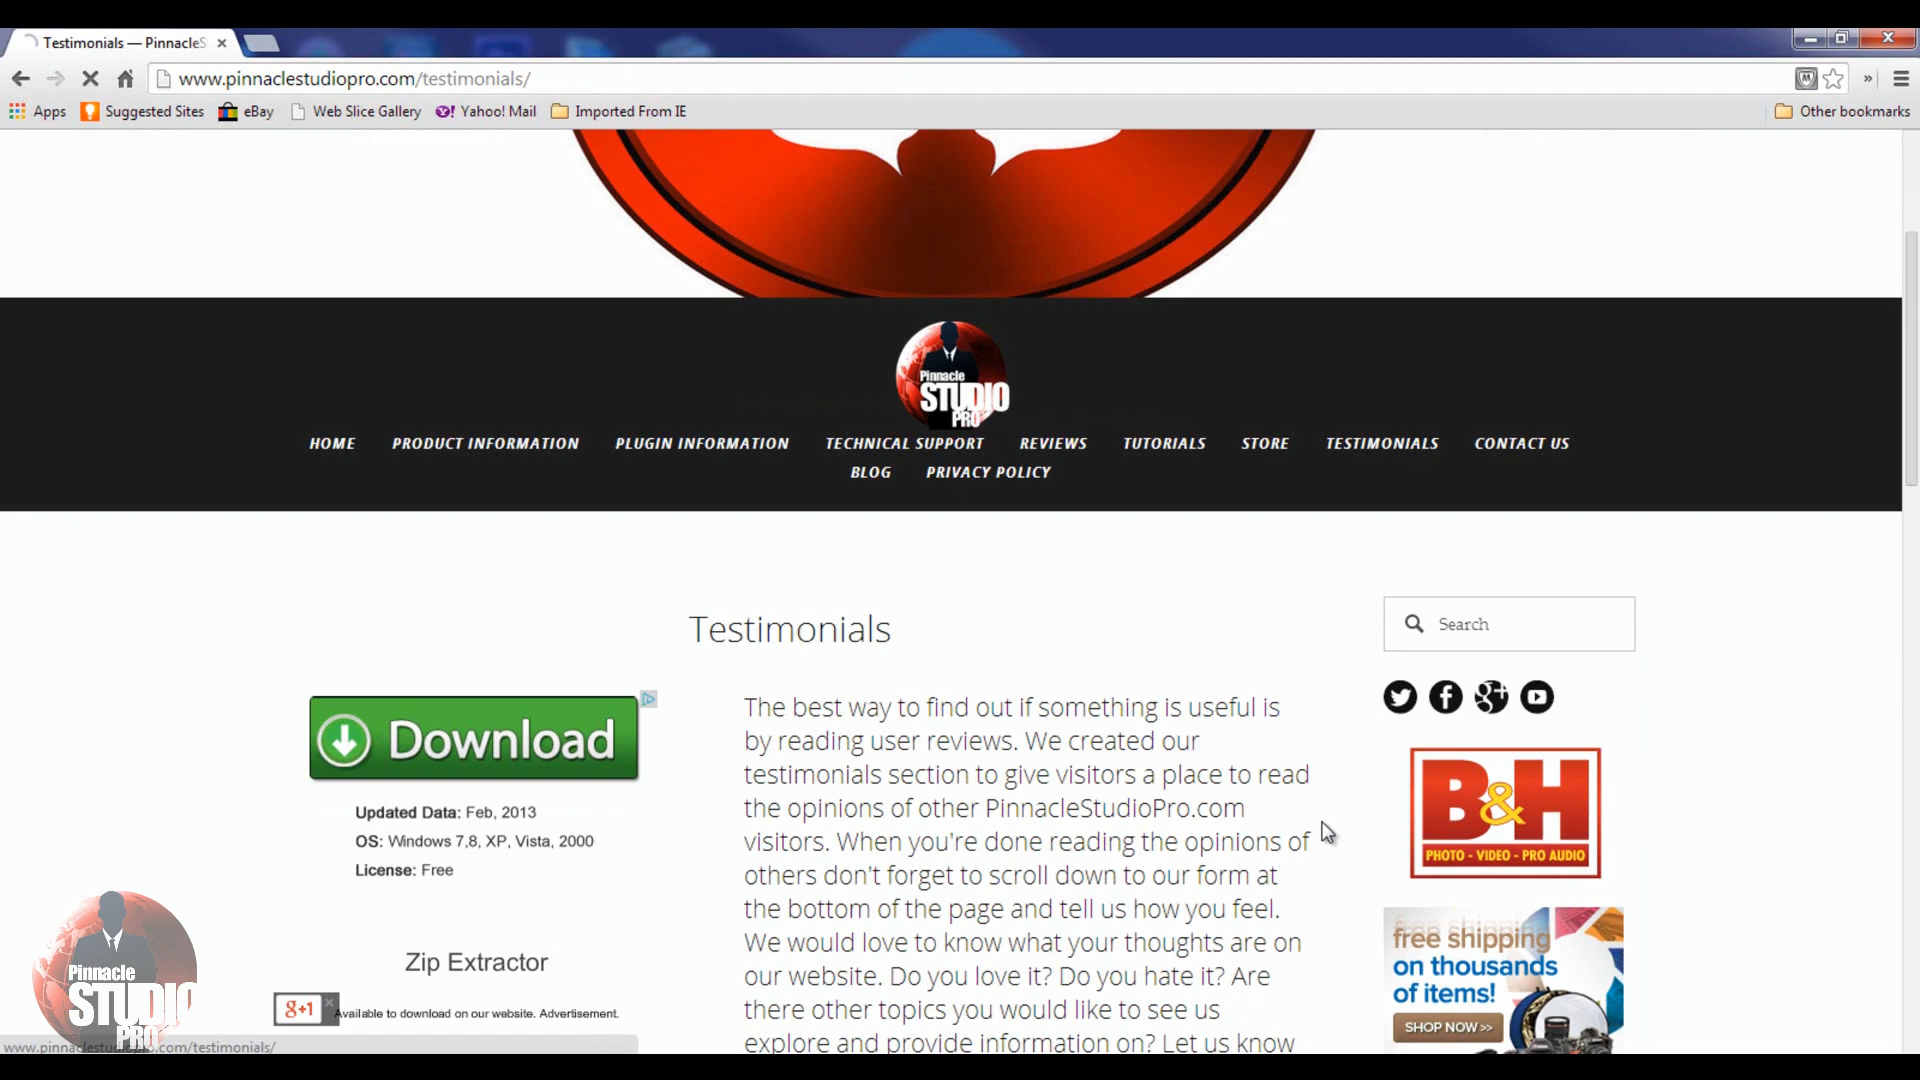 Testimonials — PinnacleS
www.pinnaclestudiopro.com/testimonials/
Apps Suggested Sites eBay Web Slice Gallery Yahoo! Mail Imported From IE Other bookmarks
Pinnacle
STUDIO
PRO
HOME PRODUCT INFORMATION PLUGIN INFORMATION TECHNICAL SUPPORT REVIEWS TUTORIALS STORE TESTIMONIALS CONTACT US
BLOG PRIVACY POLICY
Testimonials
Search
Download
Updated Data: Feb, 2013
OS: Windows 7,8, XP, Vista, 2000
License: Free
Zip Extractor
g+1
Available to download on our website. Advertisement.
The best way to find out if something is useful is
by reading user reviews. We created our
testimonials section to give visitors a place to read
the opinions of other PinnacleStudioPro.com
visitors. When you're done reading the opinions of
others don't forget to scroll down to our form at
the bottom of the page and tell us how you feel.
We would love to know what your thoughts are on
our website. Do you love it? Do you hate it? Are
there other topics you would like to see us
explore and provide information on? Let us know
B&H
PHOTO - VIDEO - PRO AUDIO
free shipping
on thousands
of items!
SHOP NOW >>
Pinnacle
STUDIO
PRO
www.pinnaclestudiopro.com/testimonials/